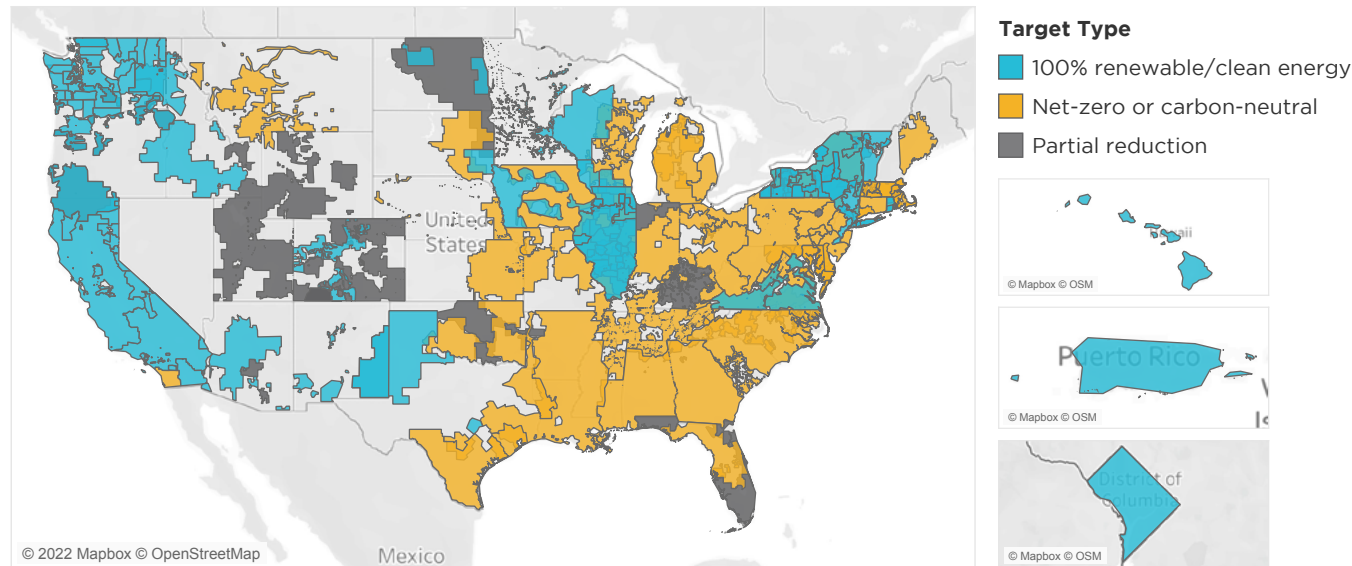 United
States
Mexico
© 2022 Mapbox © OpenStreetMap
Target Type
100% renewable/clean energy
Net-zero or carbon-neutral
Partial reduction
© Mapbox © OSM
Puerto Rico
© Mapbox © OSM
District of
Columbia
© Mapbox © OSM